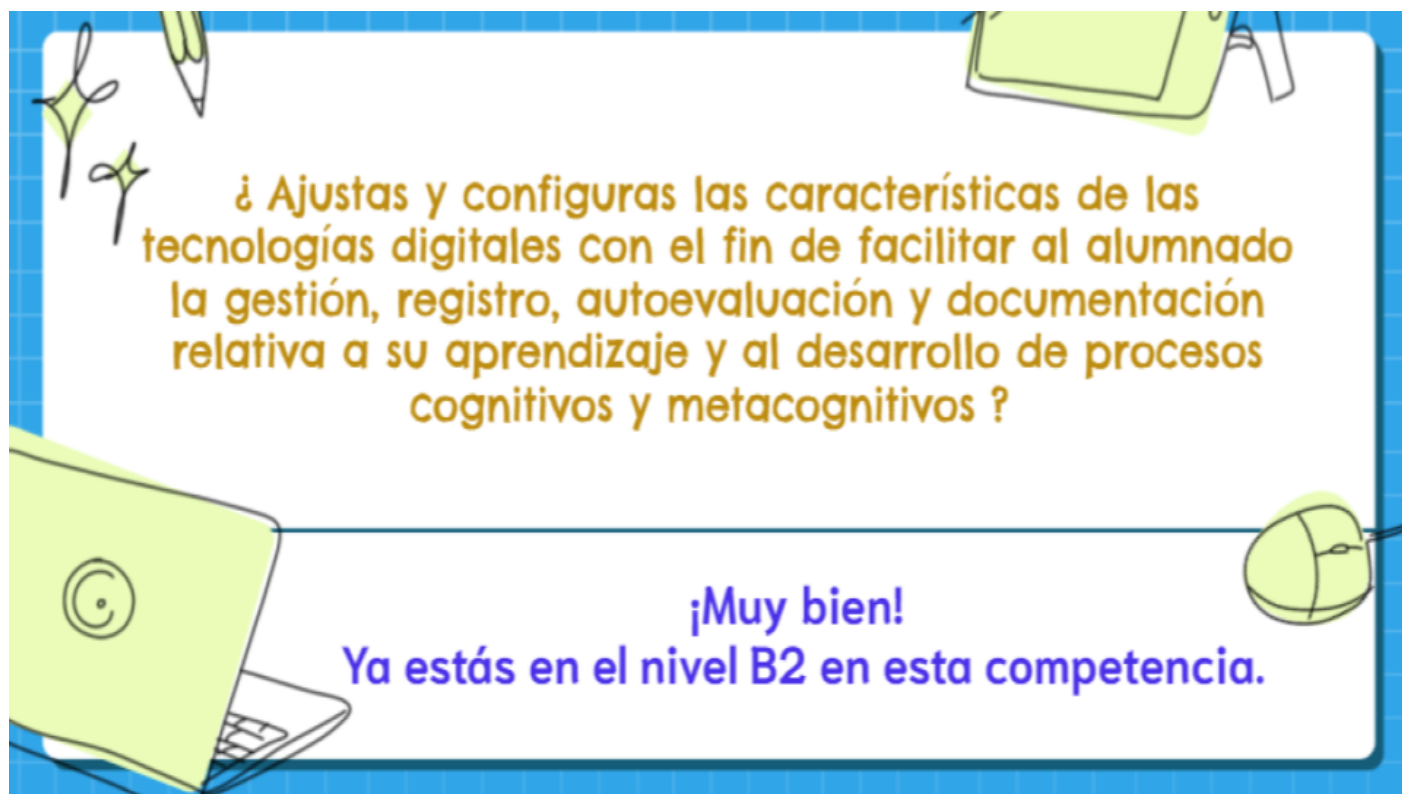 ¿ Ajustas y configuras las características de las
tecnologías digitales con el fin de facilitar al alumnado
la gestión, registro, autoevaluación y documentación
relativa a su aprendizaje y al desarrollo de procesos
cognitivos y metacognitivos ?
¡Muy bien!
Ya estás en el nivel B2 en esta competencia.